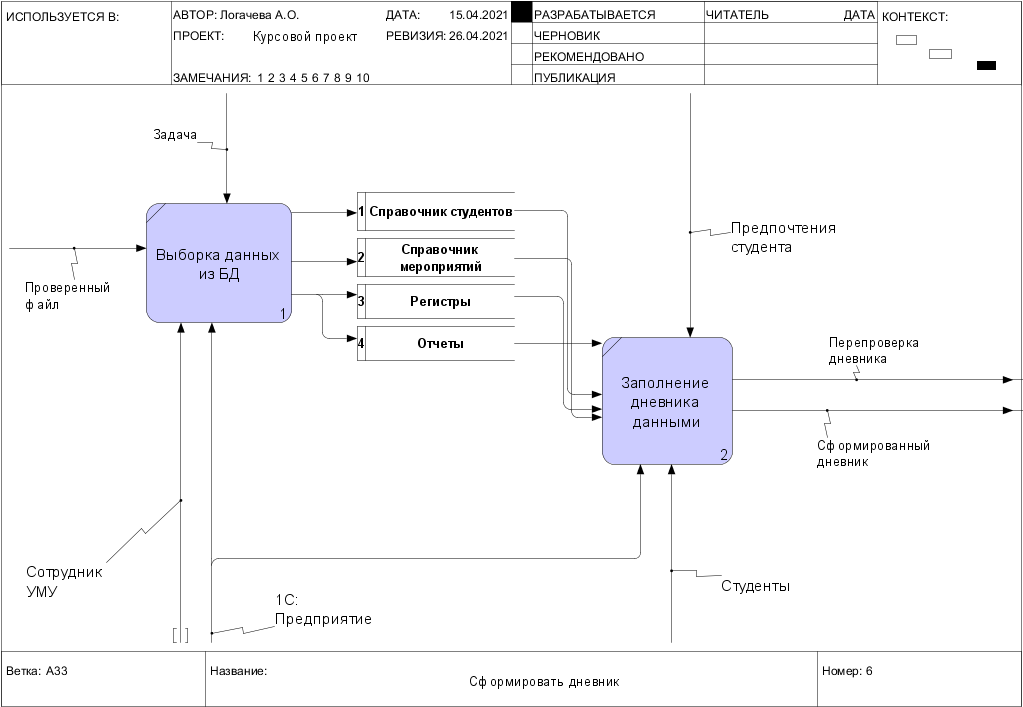 ИСПОЛЬЗУЕТСЯ В:
АВТОР: Логачева А.О.
ДАТА: 15.04.2021
РАЗРАБАТЫВАЕТСЯ
ЧИТАТЕЛЬ
ДАТА
КОНТЕКСТ:
ПРОЕКТ: Курсовой проект
РЕВИЗИЯ: 26.04.2021
ЧЕРНОВИК
РЕКОМЕНДОВАНО
ЗАМЕЧАНИЯ: 1 2 3 4 5 6 7 8 9 10
ПУБЛИКАЦИЯ
Задача
Предпочтения
студента
Проверенный
файл
Выборка данных
из БД
1
1 Справочник студентов
2 Справочник
мероприятий
3 Регистры
4 Отчеты
Заполнение
дневника
данными
2
Перепроверка
дневника
Сформированный
дневник
Сотрудник
УМУ
1С:
Предприятие
Студенты
Ветка: A33
Название:
Сформировать дневник
Номер: 6